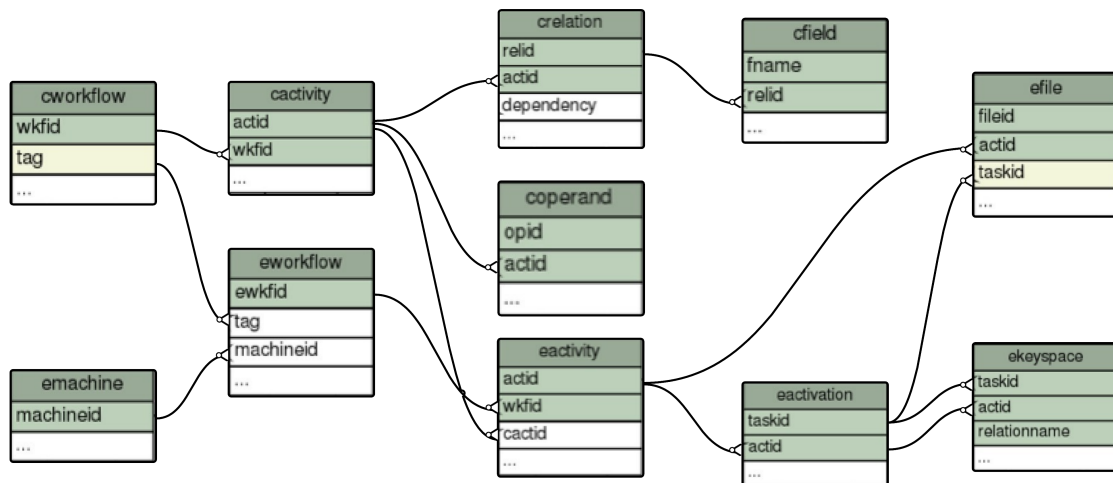 cworkflow
wkfid
tag
...
cactivity
actid
wkfid
...
crelation
relid
actid
dependency
...
cfield
fname
relid
...
efile
fileid
actid
taskid
...
coperand
opid
actid
...
eworkflow
ewkfid
tag
machineid
...
emachine
machineid
...
eactivity
actid
wkfid
cactid
...
eactivation
taskid
actid
...
ekeyspace
taskid
actid
relationname
...